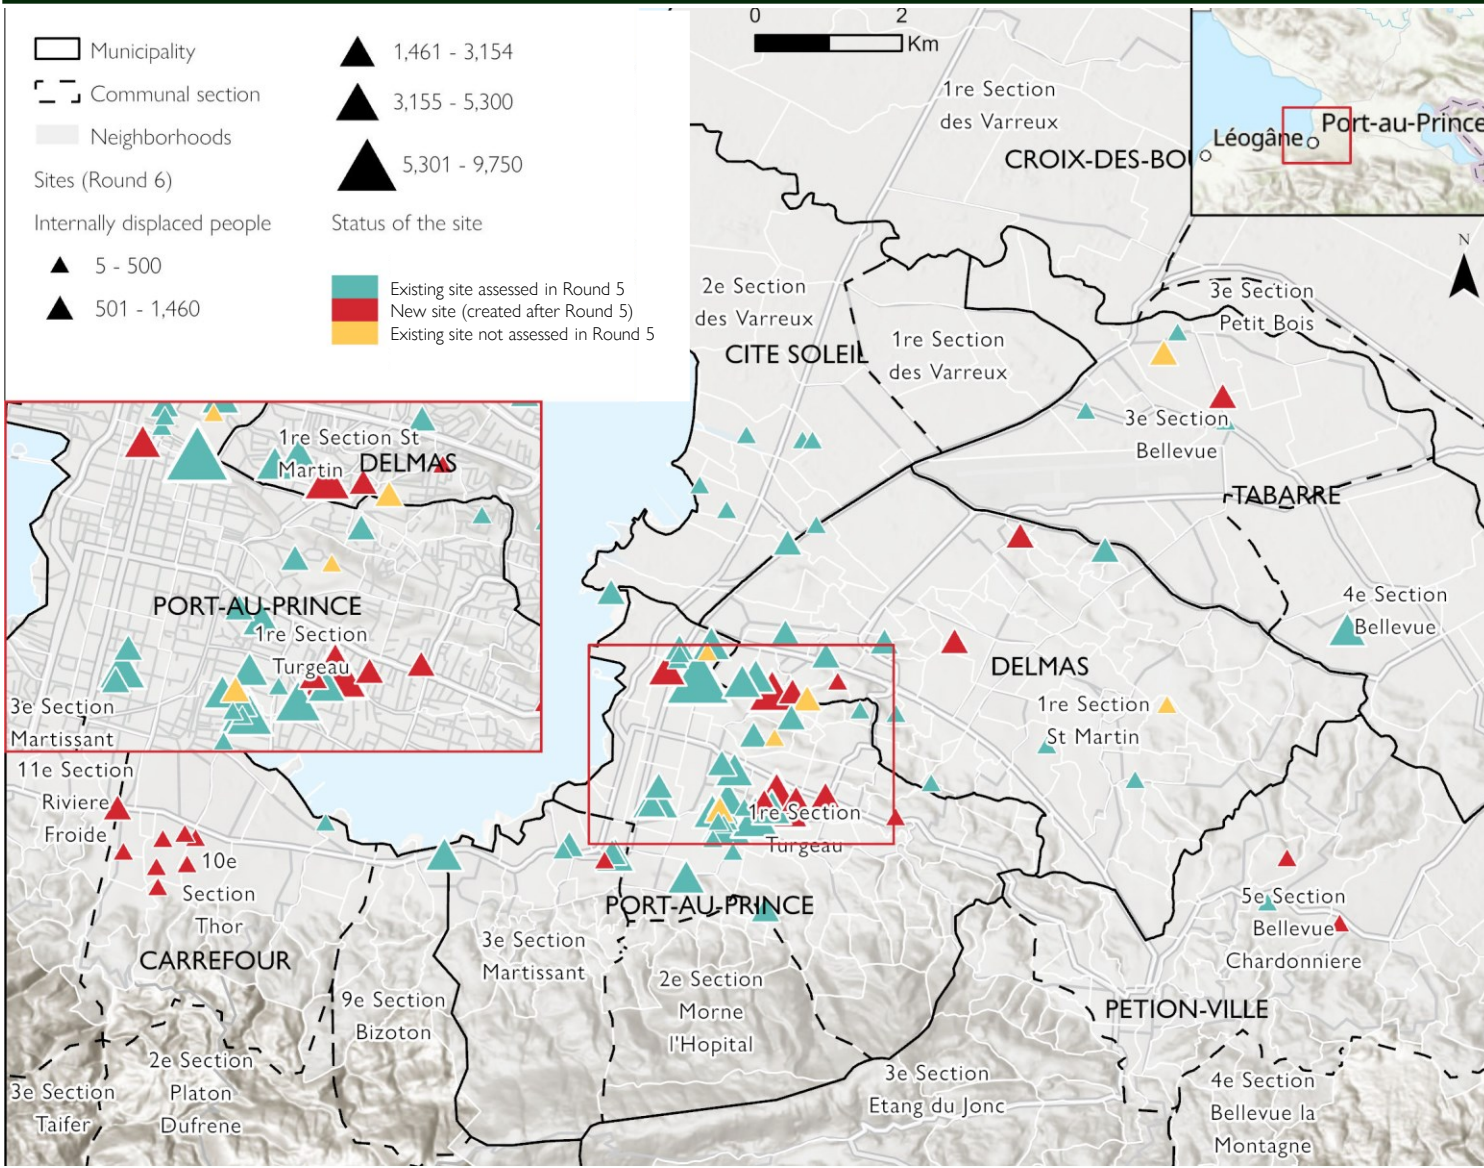 Municipality
Communal section
Neighborhoods
Sites (Round 6)
Internally displaced people
5 - 500
501 - 1,460
1,461 - 3,154
3,155 - 5,300
5,301 - 9,750
Status of the site
Existing site assessed in Round 5
New site (created after Round 5)
Existing site not assessed in Round 5
0 2
Km
Port-au-Prince
Léogâne
N
1re Section
des Varreux
CROIX-DES-BOU
2e Section
des Varreux
CITE SOLEIL
1re Section
des Varreux
3e Section
Petit Bois
3e Section
Bellevue
TABARRE
4e Section
Bellevue
1re Section St
Martin
DELMAS
PORT-AU-PRINCE
1re Section
Turgeau
3e Section
Martissant
DELMAS
1re Section
St Martin
11e Section
Riviere
Froide
10e
Section
Thor
CARREFOUR
1re Section
Turgeau
PORT-AU-PRINCE
3e Section
Martissant
2e Section
Morne
l'Hopital
9e Section
Bizoton
2e Section
Platon
Dufrene
3e Section
Taifer
5e Section
Bellevue
Chardonniere
PETION-VILLE
3e Section
Etang du Jonc
4e Section
Bellevue la
Montagne